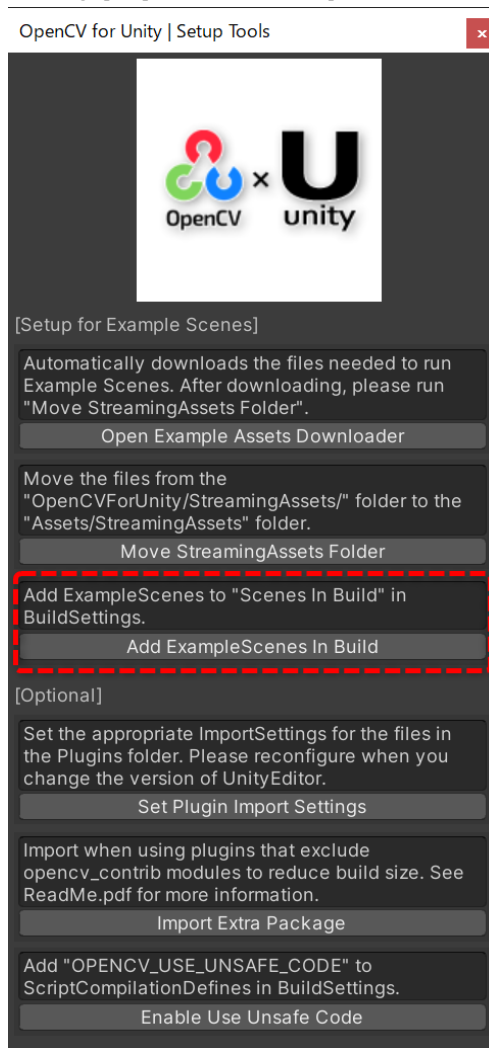 OpenCV for Unity | Setup Tools
x
OpenCV
×
unity
[Setup for Example Scenes]
Automatically downloads the files needed to run
Example Scenes. After downloading, please run
"Move StreamingAssets Folder".
Open Example Assets Downloader
Move the files from the
"OpenCVForUnity/StreamingAssets/" folder to the
"Assets/StreamingAssets" folder.
Move StreamingAssets Folder
Add ExampleScenes to "Scenes In Build" in
BuildSettings.
Add ExampleScenes In Build
[Optional]
Set the appropriate ImportSettings for the files in
the Plugins folder. Please reconfigure when you
change the version of UnityEditor.
Set Plugin Import Settings
Import when using plugins that exclude
opencv_contrib modules to reduce build size. See
ReadMe.pdf for more information.
Import Extra Package
Add "OPENCV_USE_UNSAFE_CODE" to
ScriptCompilationDefines in BuildSettings.
Enable Use Unsafe Code